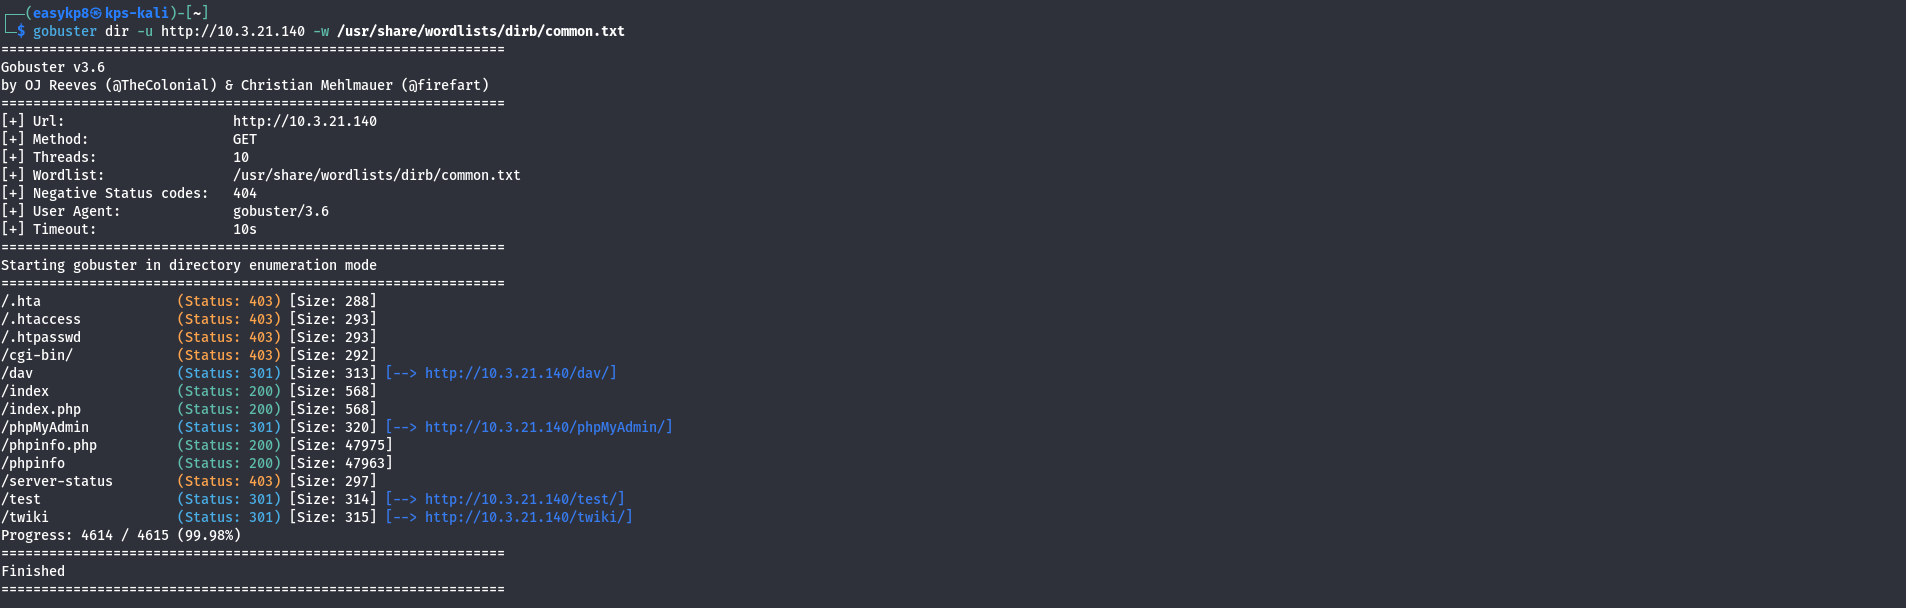 ┌──(easykp8㉿kps-kali)-[~]
└─$ gobuster dir -u http://10.3.21.140 -w /usr/share/wordlists/dirb/common.txt
===============================================================
Gobuster v3.6
by OJ Reeves (@TheColonial) & Christian Mehlmauer (@firefart)
===============================================================
[+] Url:                     http://10.3.21.140
[+] Method:                  GET
[+] Threads:                 10
[+] Wordlist:                /usr/share/wordlists/dirb/common.txt
[+] Negative Status codes:   404
[+] User Agent:              gobuster/3.6
[+] Timeout:                 10s
===============================================================
Starting gobuster in directory enumeration mode
===============================================================
/.hta                 (Status: 403) [Size: 288]
/.htaccess            (Status: 403) [Size: 293]
/.htpasswd            (Status: 403) [Size: 293]
/cgi-bin/             (Status: 403) [Size: 292]
/dav                  (Status: 301) [Size: 313] [--> http://10.3.21.140/dav/]
/index                (Status: 200) [Size: 568]
/index.php            (Status: 200) [Size: 568]
/phpMyAdmin           (Status: 301) [Size: 320] [--> http://10.3.21.140/phpMyAdmin/]
/phpinfo.php          (Status: 200) [Size: 47975]
/phpinfo              (Status: 200) [Size: 47963]
/server-status        (Status: 403) [Size: 297]
/test                 (Status: 301) [Size: 314] [--> http://10.3.21.140/test/]
/twiki                (Status: 301) [Size: 315] [--> http://10.3.21.140/twiki/]
Progress: 4614 / 4615 (99.98%)
===============================================================
Finished
===============================================================